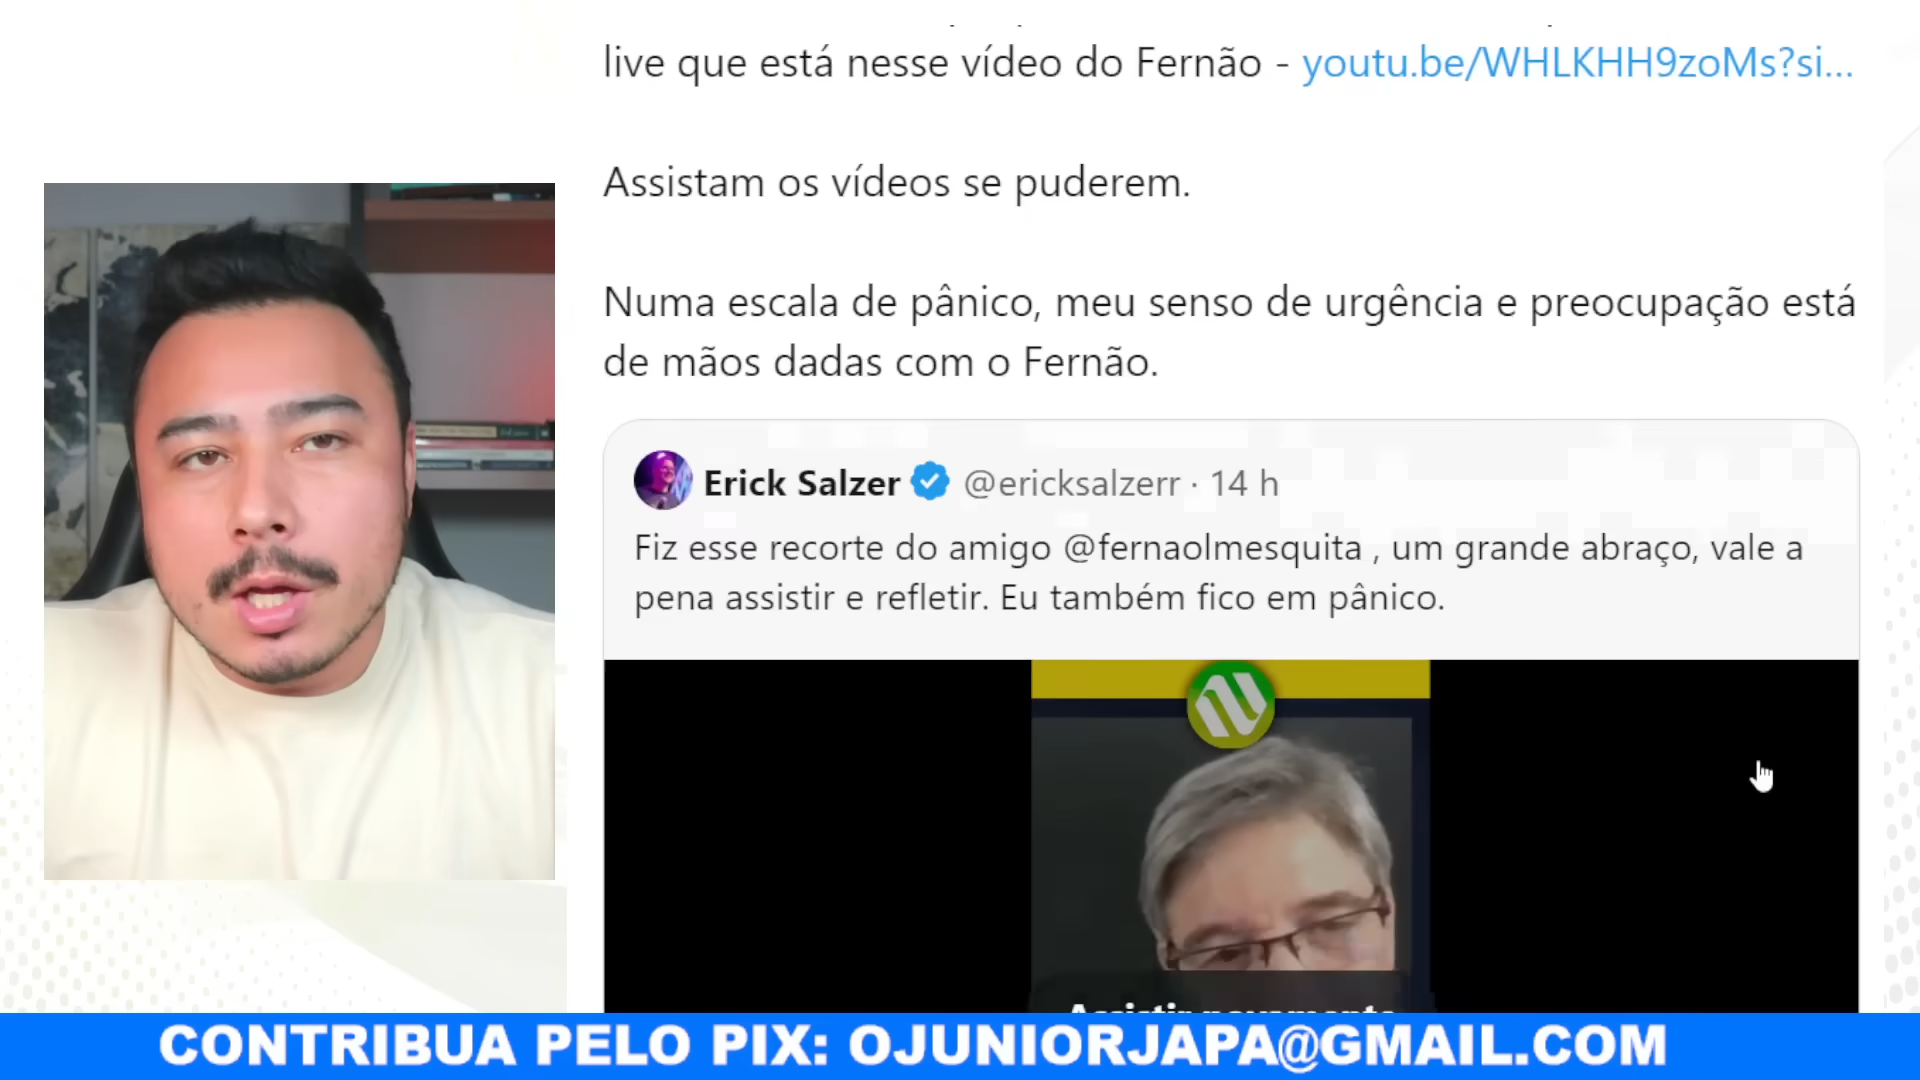 live que está nesse vídeo do Fernão - youtu.be/WHLKHH9zoMs?si...
Assistam os vídeos se puderem.
Numa escala de pânico, meu senso de urgência e preocupação está
de mãos dadas com o Fernão.
Erick Salzer @ericksalzerr · 14 h
Fiz esse recorte do amigo @fernaolmesquita , um grande abraço, vale a
pena assistir e refletir. Eu também fico em pânico.
CONTRIBUA PELO PIX: OJUNIORJAPA@GMAIL.COM